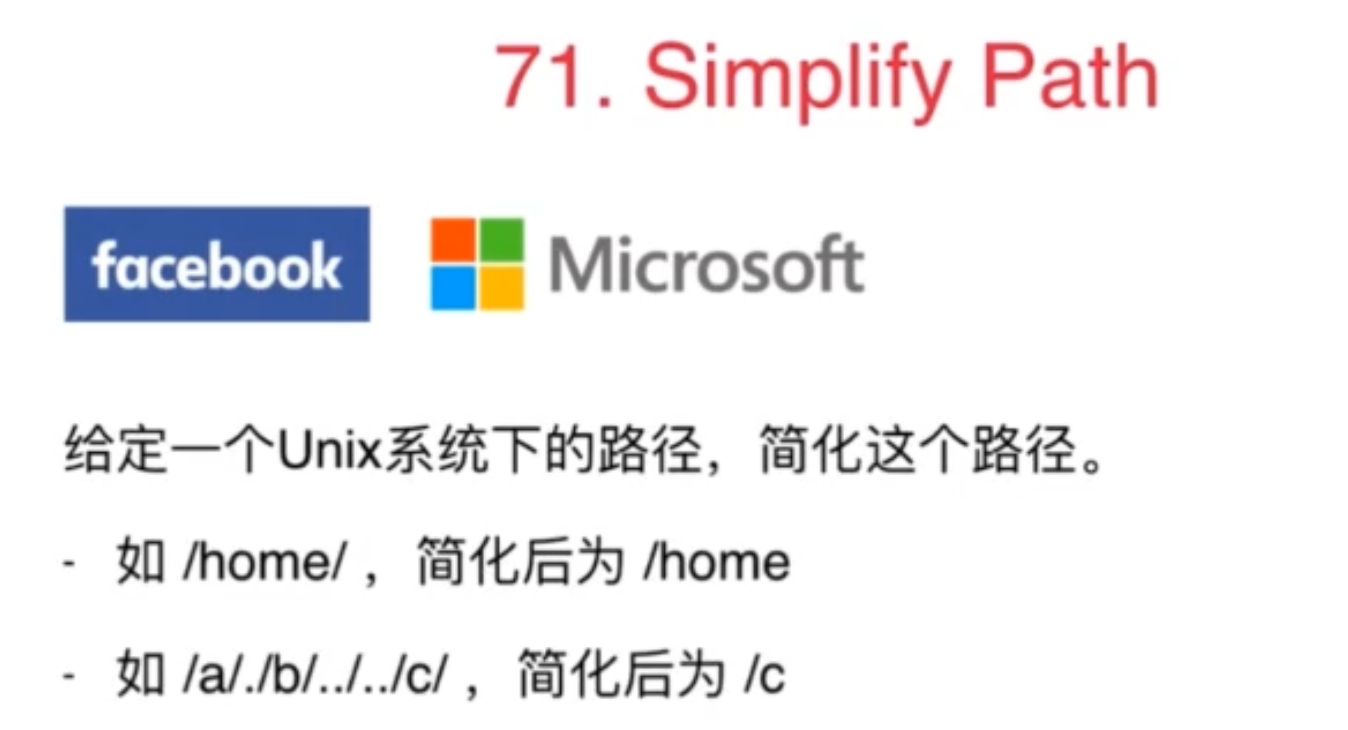 71. Simplify Path
facebook Microsoft
给定一个Unix系统下的路径，简化这个路径。
- 如 /home/ ，简化后为 /home
- 如 /a/./b/../../c/ ，简化后为 /c